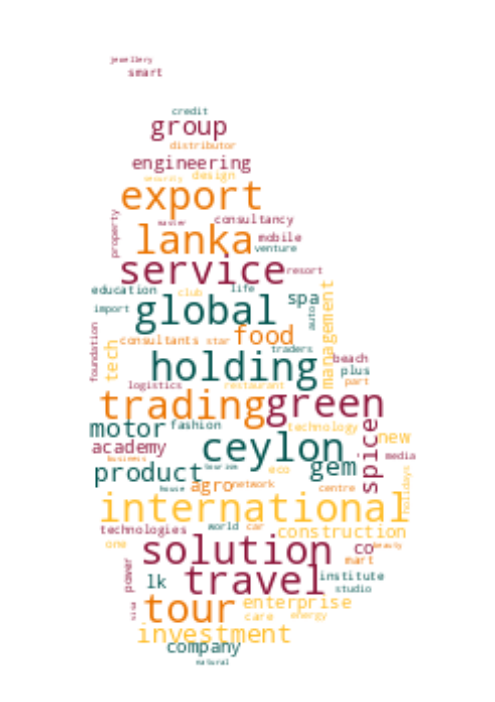 jewellery
smart
credit
group
distributor
engineering
security design
export
property
master consultancy
lanka mobile
venture
service resort
education club life
spa
import global auto
management
foundation
tech
consultants star food
traders
holding beach
plus
logistics restaurant part
trading green
motor fashion technology
academy ceylon spice new
business media
product tourism gem eco
holidays
house agro network centre
international
technologies world car construction
one solution co beauty
mart
power lk travel institute
studio
visa tour enterprise
care energy
investment
company
natural